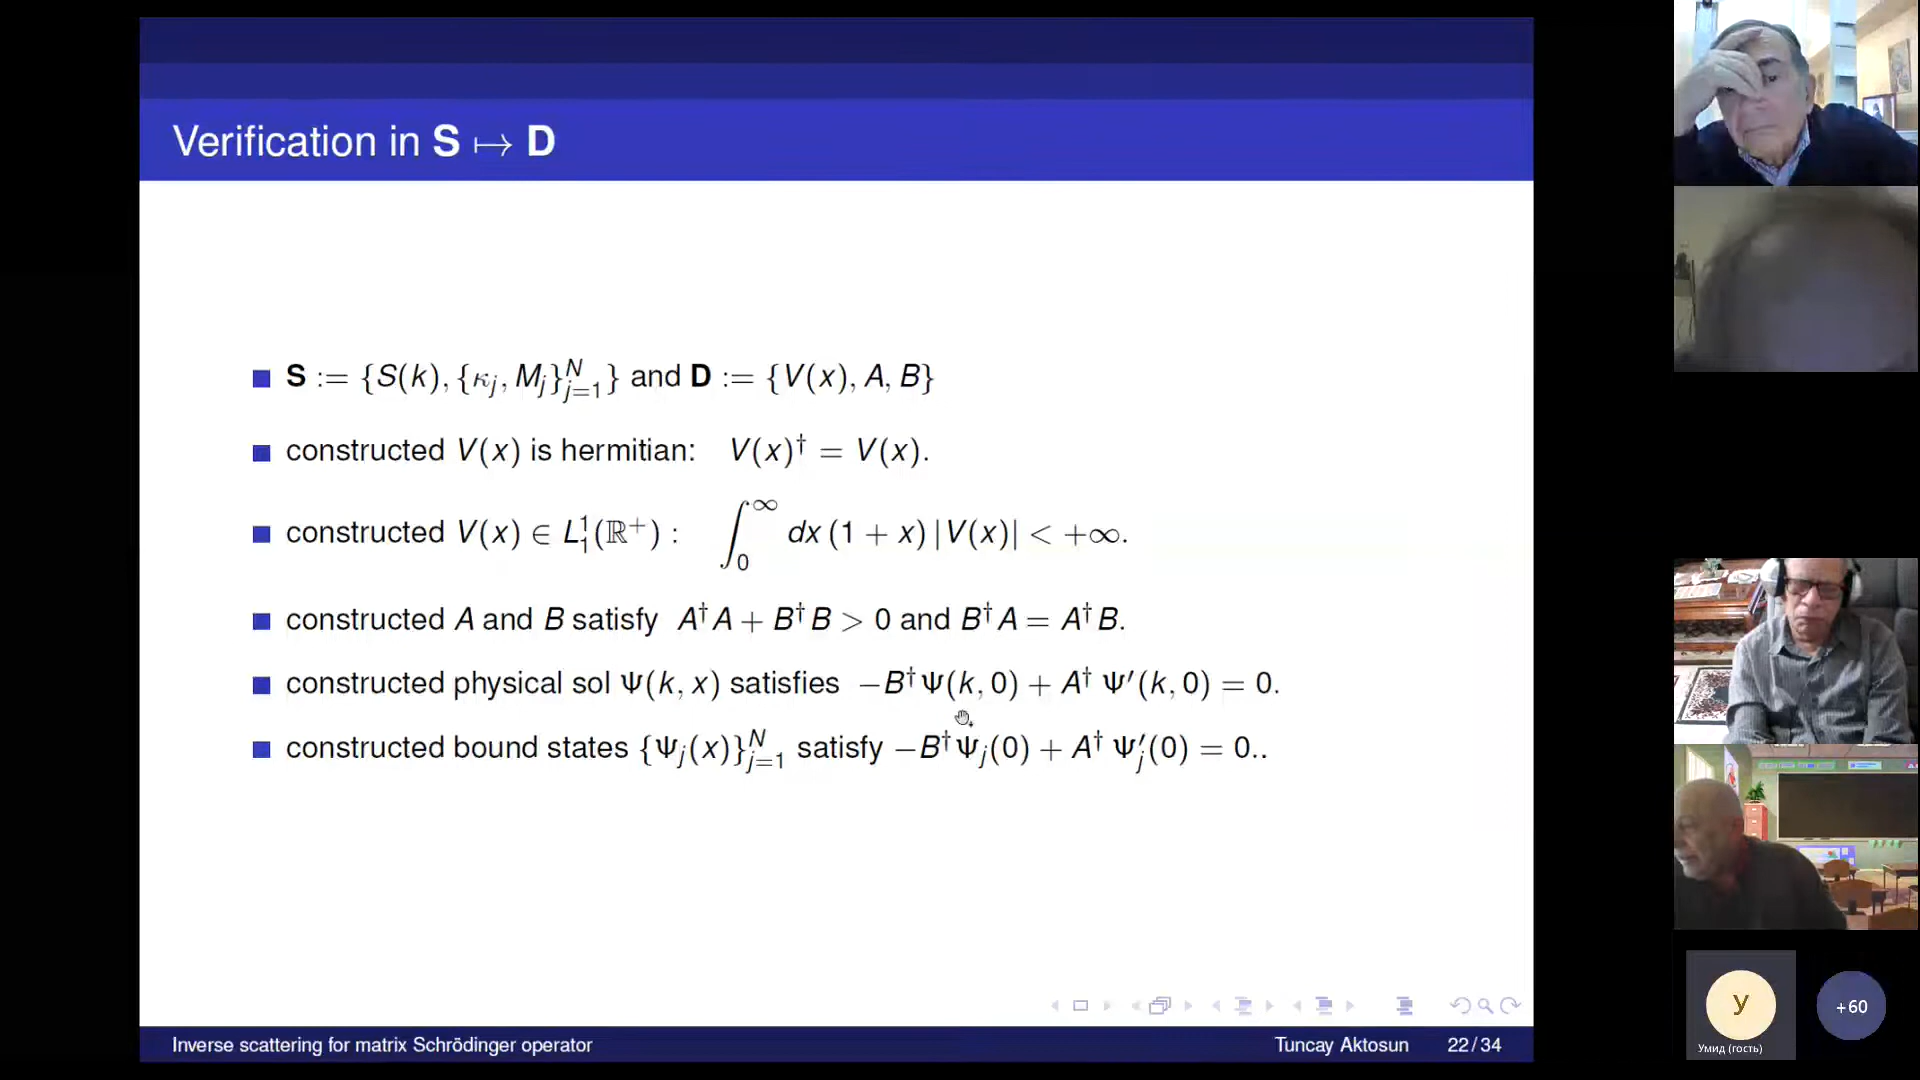 Verification in S ↦ D
S := {S(k), {κ_j, M_j}_{j=1}^N} and D := {V(x), A, B}
constructed V(x) is hermitian: V(x)† = V(x).
constructed V(x) ∈ L^1_1(ℝ^+) : ∫_0^∞ dx (1 + x) |V(x)| < +∞.
constructed A and B satisfy A†A + B†B > 0 and B†A = A†B.
constructed physical sol Ψ(k, x) satisfies −B†Ψ(k, 0) + A† Ψ′(k, 0) = 0.
constructed bound states {Ψ_j(x)}_{j=1}^N satisfy −B†Ψ_j(0) + A† Ψ′_j(0) = 0..
Inverse scattering for matrix Schrödinger operator
Tuncay Aktosun 22/34
У
Умид (гость)
+60